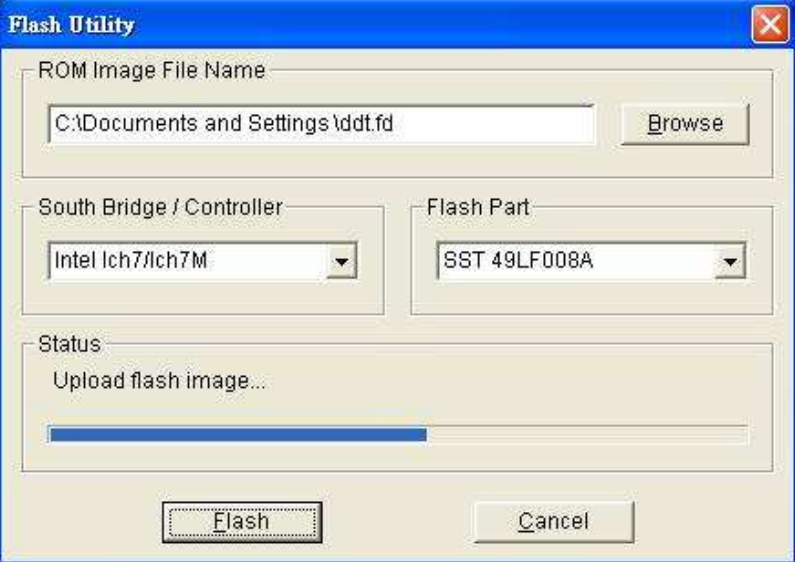 Flash Utility
ROM Image File Name
C:\Documents and Settings\ddt.fd
Browse
South Bridge / Controller
Flash Part
Intel Ich7/Ich7M
SST 49LF008A
Status
Upload flash image...
Flash
Cancel